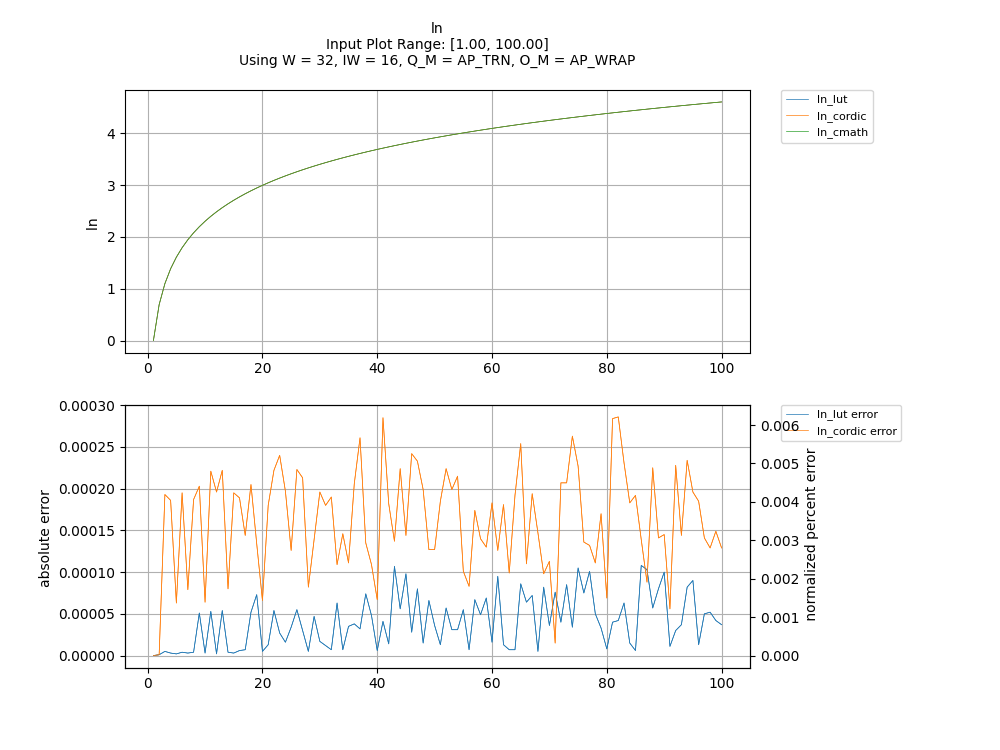 ln
Input Plot Range: [1.00, 100.00]
Using W = 32, IW = 16, Q_M = AP_TRN, O_M = AP_WRAP
ln_lut
ln_cordic
ln_cmath
ln
4
3
2
1
0
0 20 40 60 80 100
ln_lut error
ln_cordic error
absolute error
0.00030
0.00025
0.00020
0.00015
0.00010
0.00005
0.00000
0.006
0.005
0.004
0.003
0.002
0.001
0.000
normalized percent error
0 20 40 60 80 100